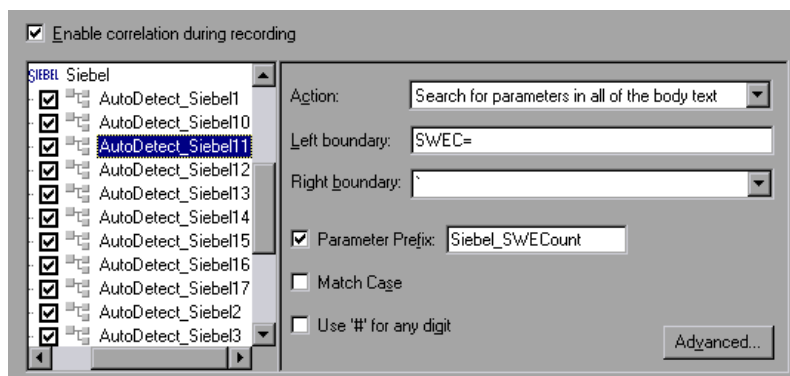 Enable correlation during recording
SIEBEL Siebel
AutoDetect_Siebel1
AutoDetect_Siebel10
AutoDetect_Siebel11
AutoDetect_Siebel12
AutoDetect_Siebel13
AutoDetect_Siebel14
AutoDetect_Siebel15
AutoDetect_Siebel16
AutoDetect_Siebel17
AutoDetect_Siebel2
AutoDetect_Siebel3
Action: Search for parameters in all of the body text
Left boundary: SWEC=
Right boundary: `
Parameter Prefix: Siebel_SWECount
Match Case
Use '#' for any digit
Advanced...